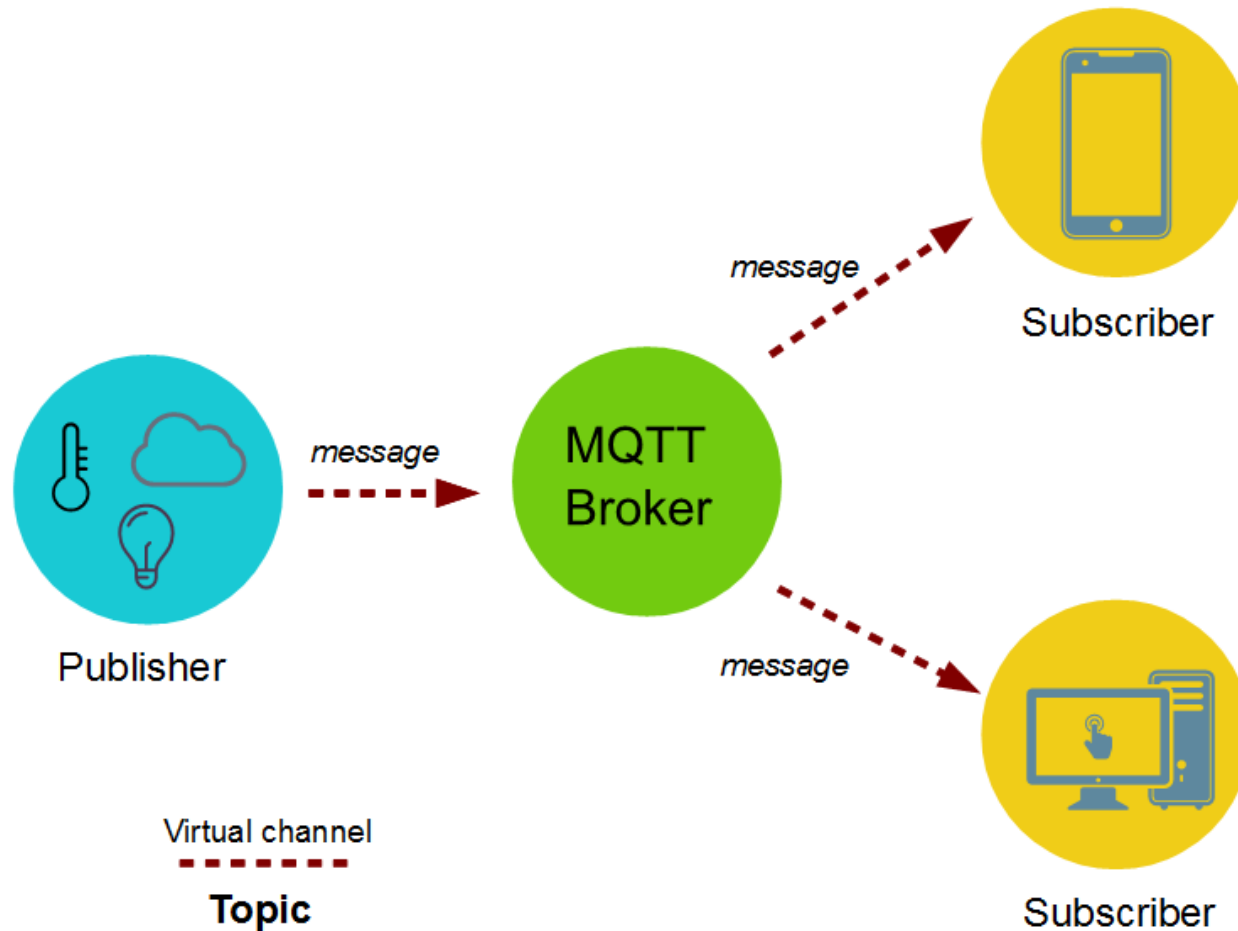 message
Subscriber
message
MQTT
Broker
Publisher
message
Virtual channel
Topic
Subscriber